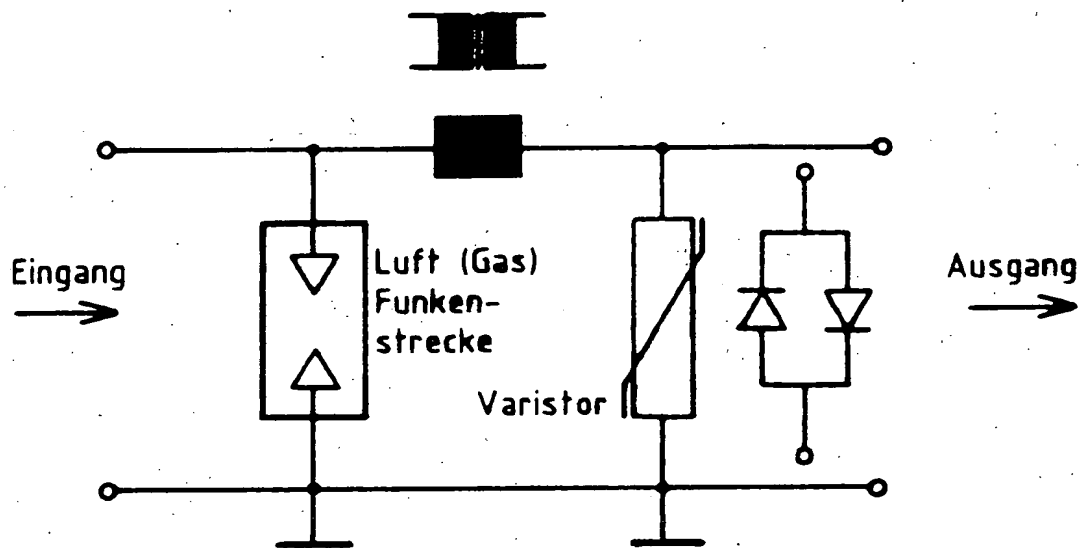 Eingang
Luft (Gas)
Funken-
strecke
Varistor
Ausgang